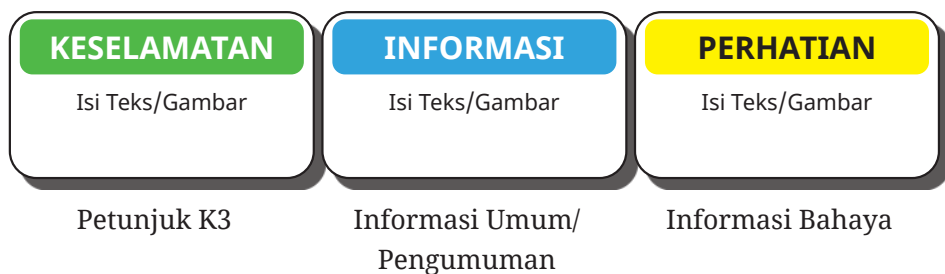 KESELAMATAN
Isi Teks/Gambar
Petunjuk K3
INFORMASI
Isi Teks/Gambar
Informasi Umum/
Pengumuman
PERHATIAN
Isi Teks/Gambar
Informasi Bahaya